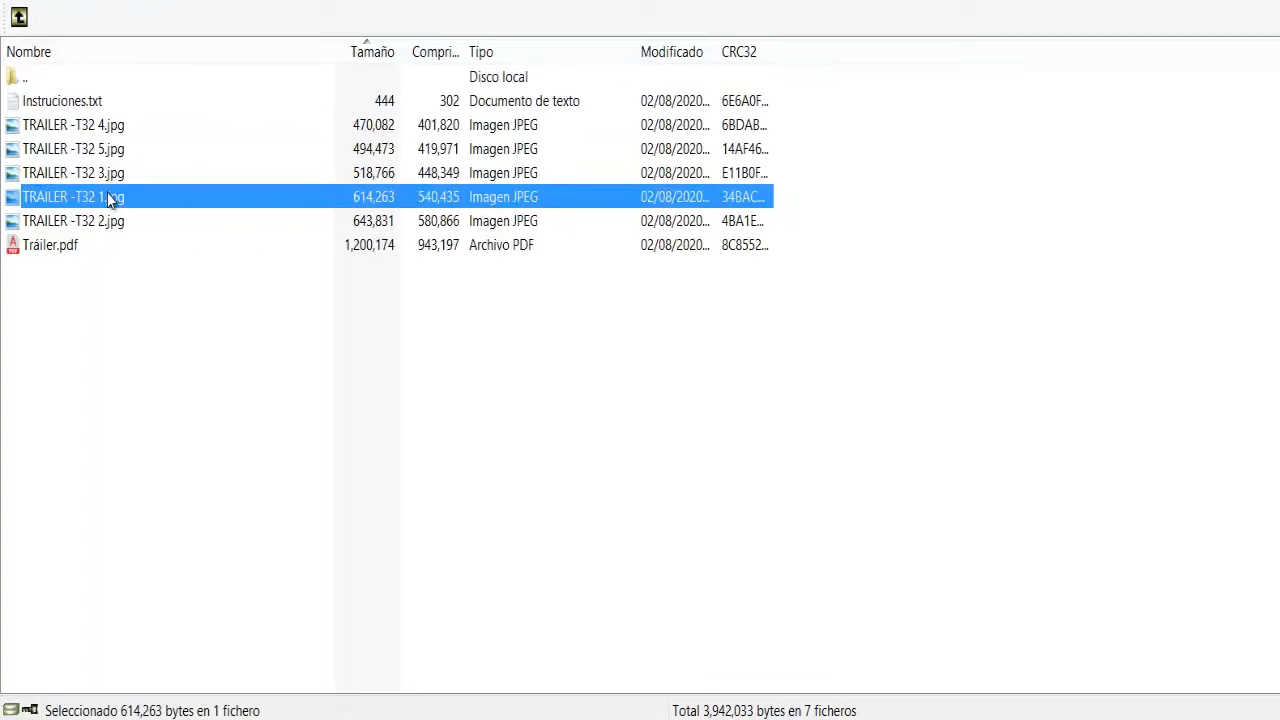 Nombre Tamaño Compri... Tipo Modificado CRC32
.. Disco local
Instruciones.txt 444 302 Documento de texto 02/08/2020... 6E6A0F...
TRAILER -T32 4.jpg 470,082 401,820 Imagen JPEG 02/08/2020... 6BDAB...
TRAILER -T32 5.jpg 494,473 419,971 Imagen JPEG 02/08/2020... 14AF46...
TRAILER -T32 3.jpg 518,766 448,349 Imagen JPEG 02/08/2020... E11B0F...
TRAILER -T32 1.jpg 614,263 540,435 Imagen JPEG 02/08/2020... 34BAC...
TRAILER -T32 2.jpg 643,831 580,866 Imagen JPEG 02/08/2020... 4BA1E...
Tráiler.pdf 1,200,174 943,197 Archivo PDF 02/08/2020... 8C8552...
Seleccionado 614,263 bytes en 1 fichero Total 3,942,033 bytes en 7 ficheros